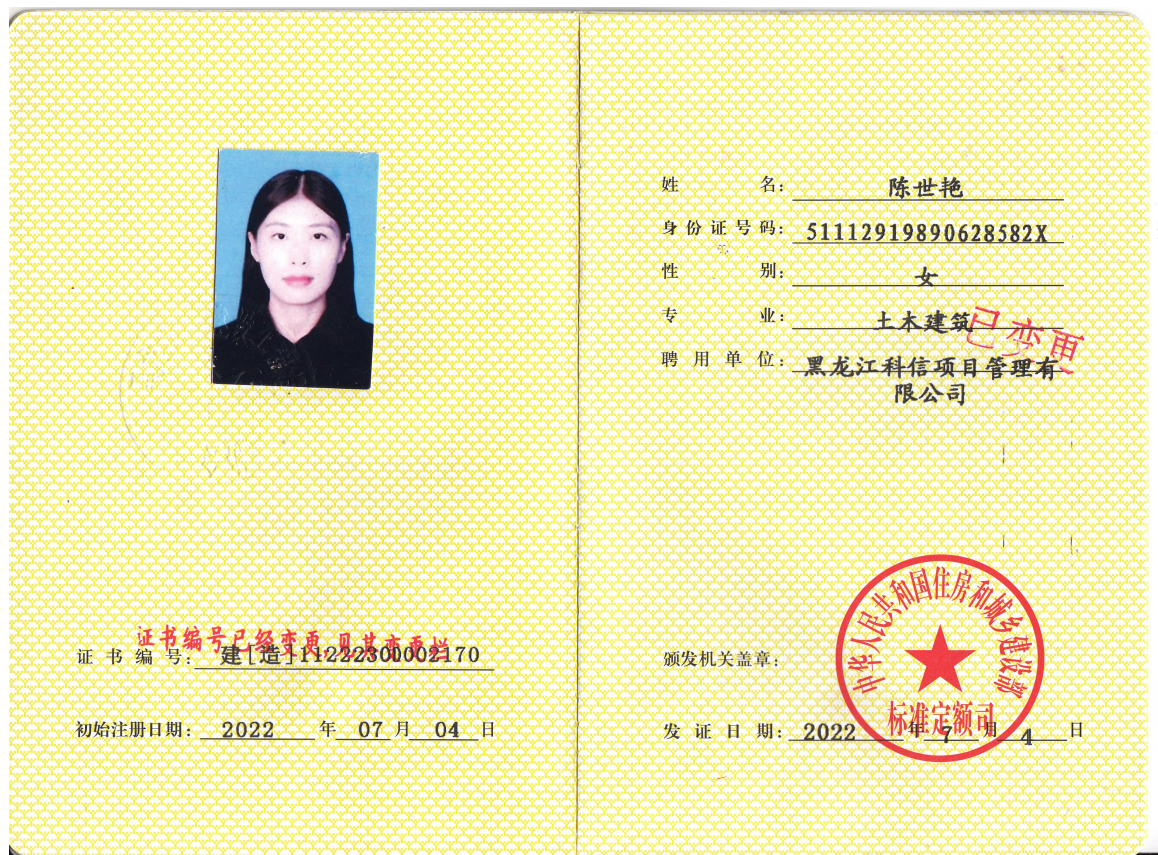 证书编号已经变更,见其变更栏
证书编号: 建[造]11222300002170
初始注册日期: 2022 年 07 月 04 日
姓名: 陈世艳
身份证号码: 51112919890628582X
性别: 女
专业: 土木建筑
已变更
聘用单位: 黑龙江科信项目管理有
限公司
中华人民共和国住房和城乡建设部
颁发机关盖章:
标准定额司
发证日期: 2022 年 7 月 4 日